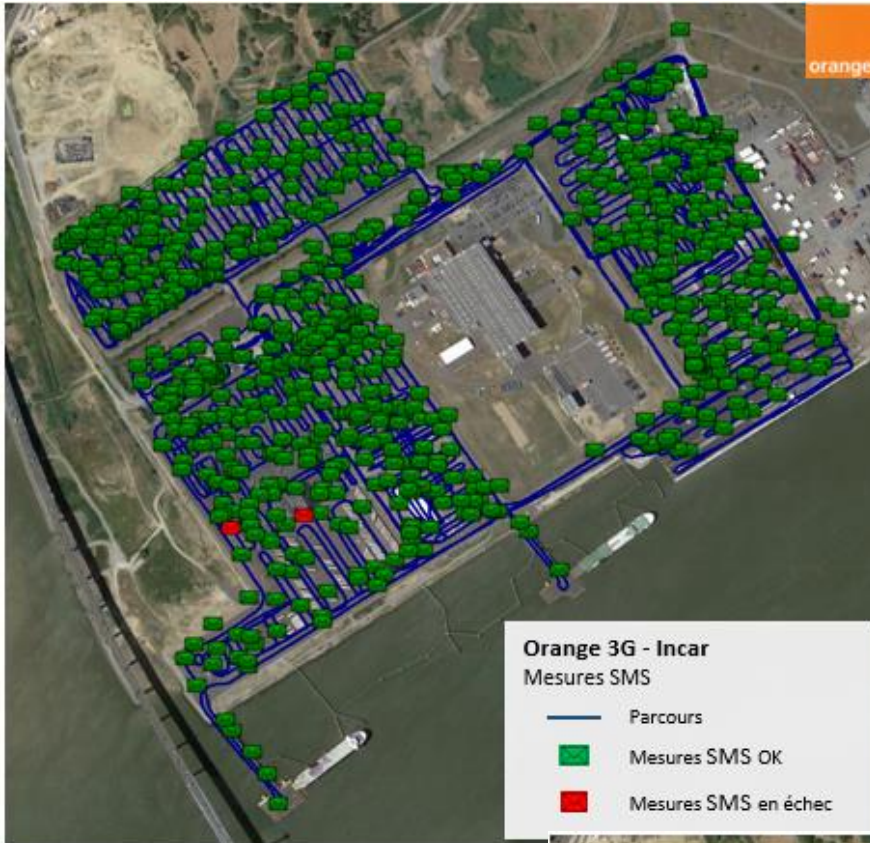 orange
Orange 3G - Incar
Mesures SMS
Parcours
Mesures SMS OK
Mesures SMS en échec